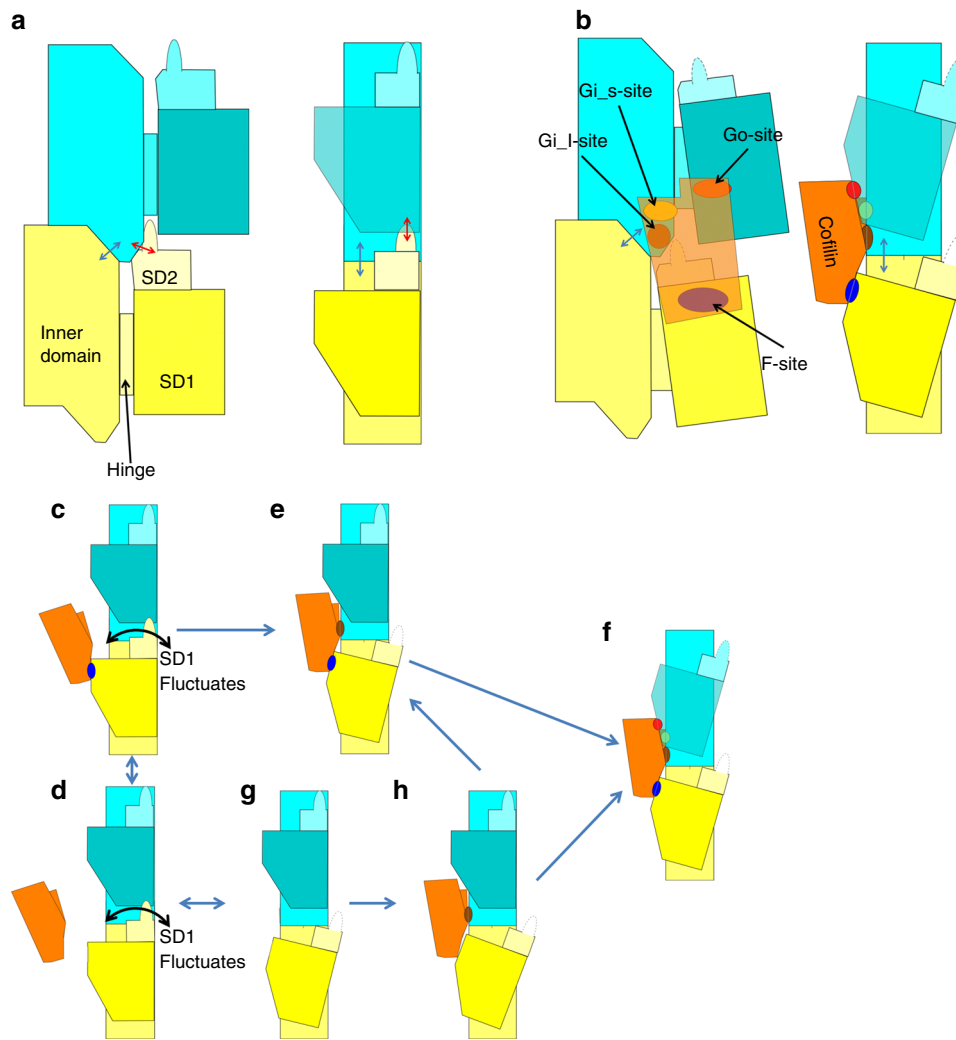 a
b
Gi_s-site
Gi_l-site
Go-site
Cofilin
SD2
Inner
domain
SD1
F-site
Hinge
c
e
SD1
Fluctuates
f
d
g
h
SD1
Fluctuates